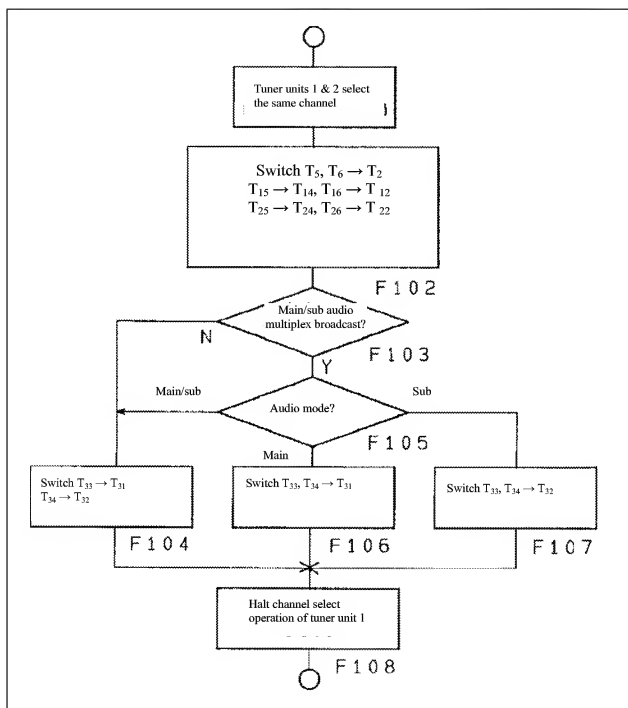 Tuner units 1 & 2 select
the same channel
Switch T₅, T₆ → T₂
T₁₅ → T₁₄, T₁₆ → T₁₂
T₂₅ → T₂₄, T₂₆ → T₂₂
F102
Main/sub audio
multiplex broadcast?
N
F103
Y
Main/sub
Audio mode?
Sub
F105
Main
Switch T₃₃ → T₃₁
T₃₄ → T₃₂
F104
Switch T₃₃, T₃₄ → T₃₁
F106
Switch T₃₃, T₃₄ → T₃₂
F107
Halt channel select
operation of tuner unit 1
F108